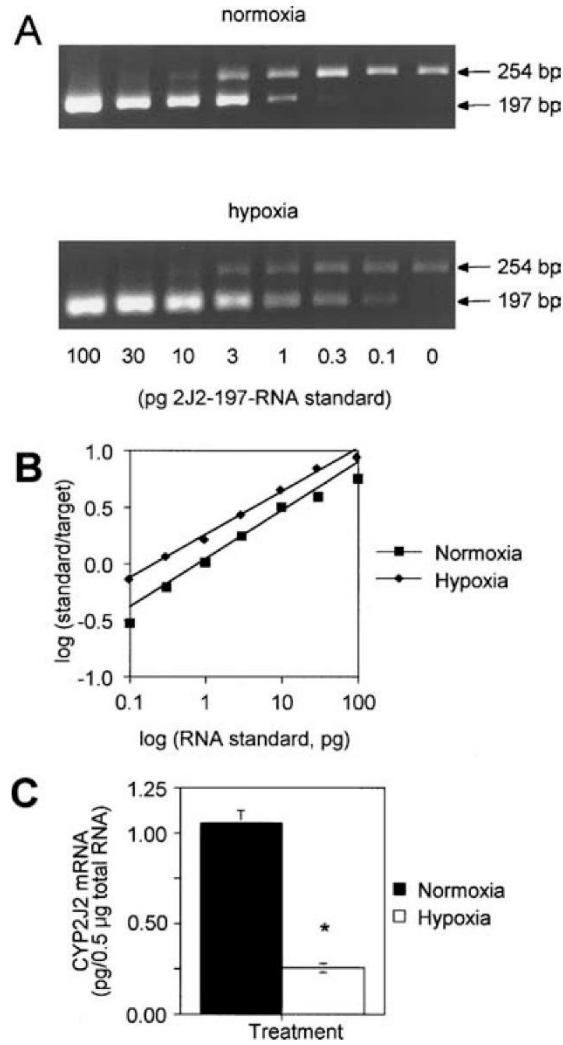 A
normoxia
254 bp
197 bp
hypoxia
254 bp
197 bp
100 30 10 3 1 0.3 0.1 0
(pg 2J2-197-RNA standard)
B
log (standard/target)
1.0
0.5
0.0
-0.5
-1.0
0.1 1 10 100
log (RNA standard, pg)
Normoxia
Hypoxia
C
CYP2J2 mRNA
(pg/0.5 µg total RNA)
1.25
1.00
0.50
0.25
0.00
*
Treatment
Normoxia
Hypoxia